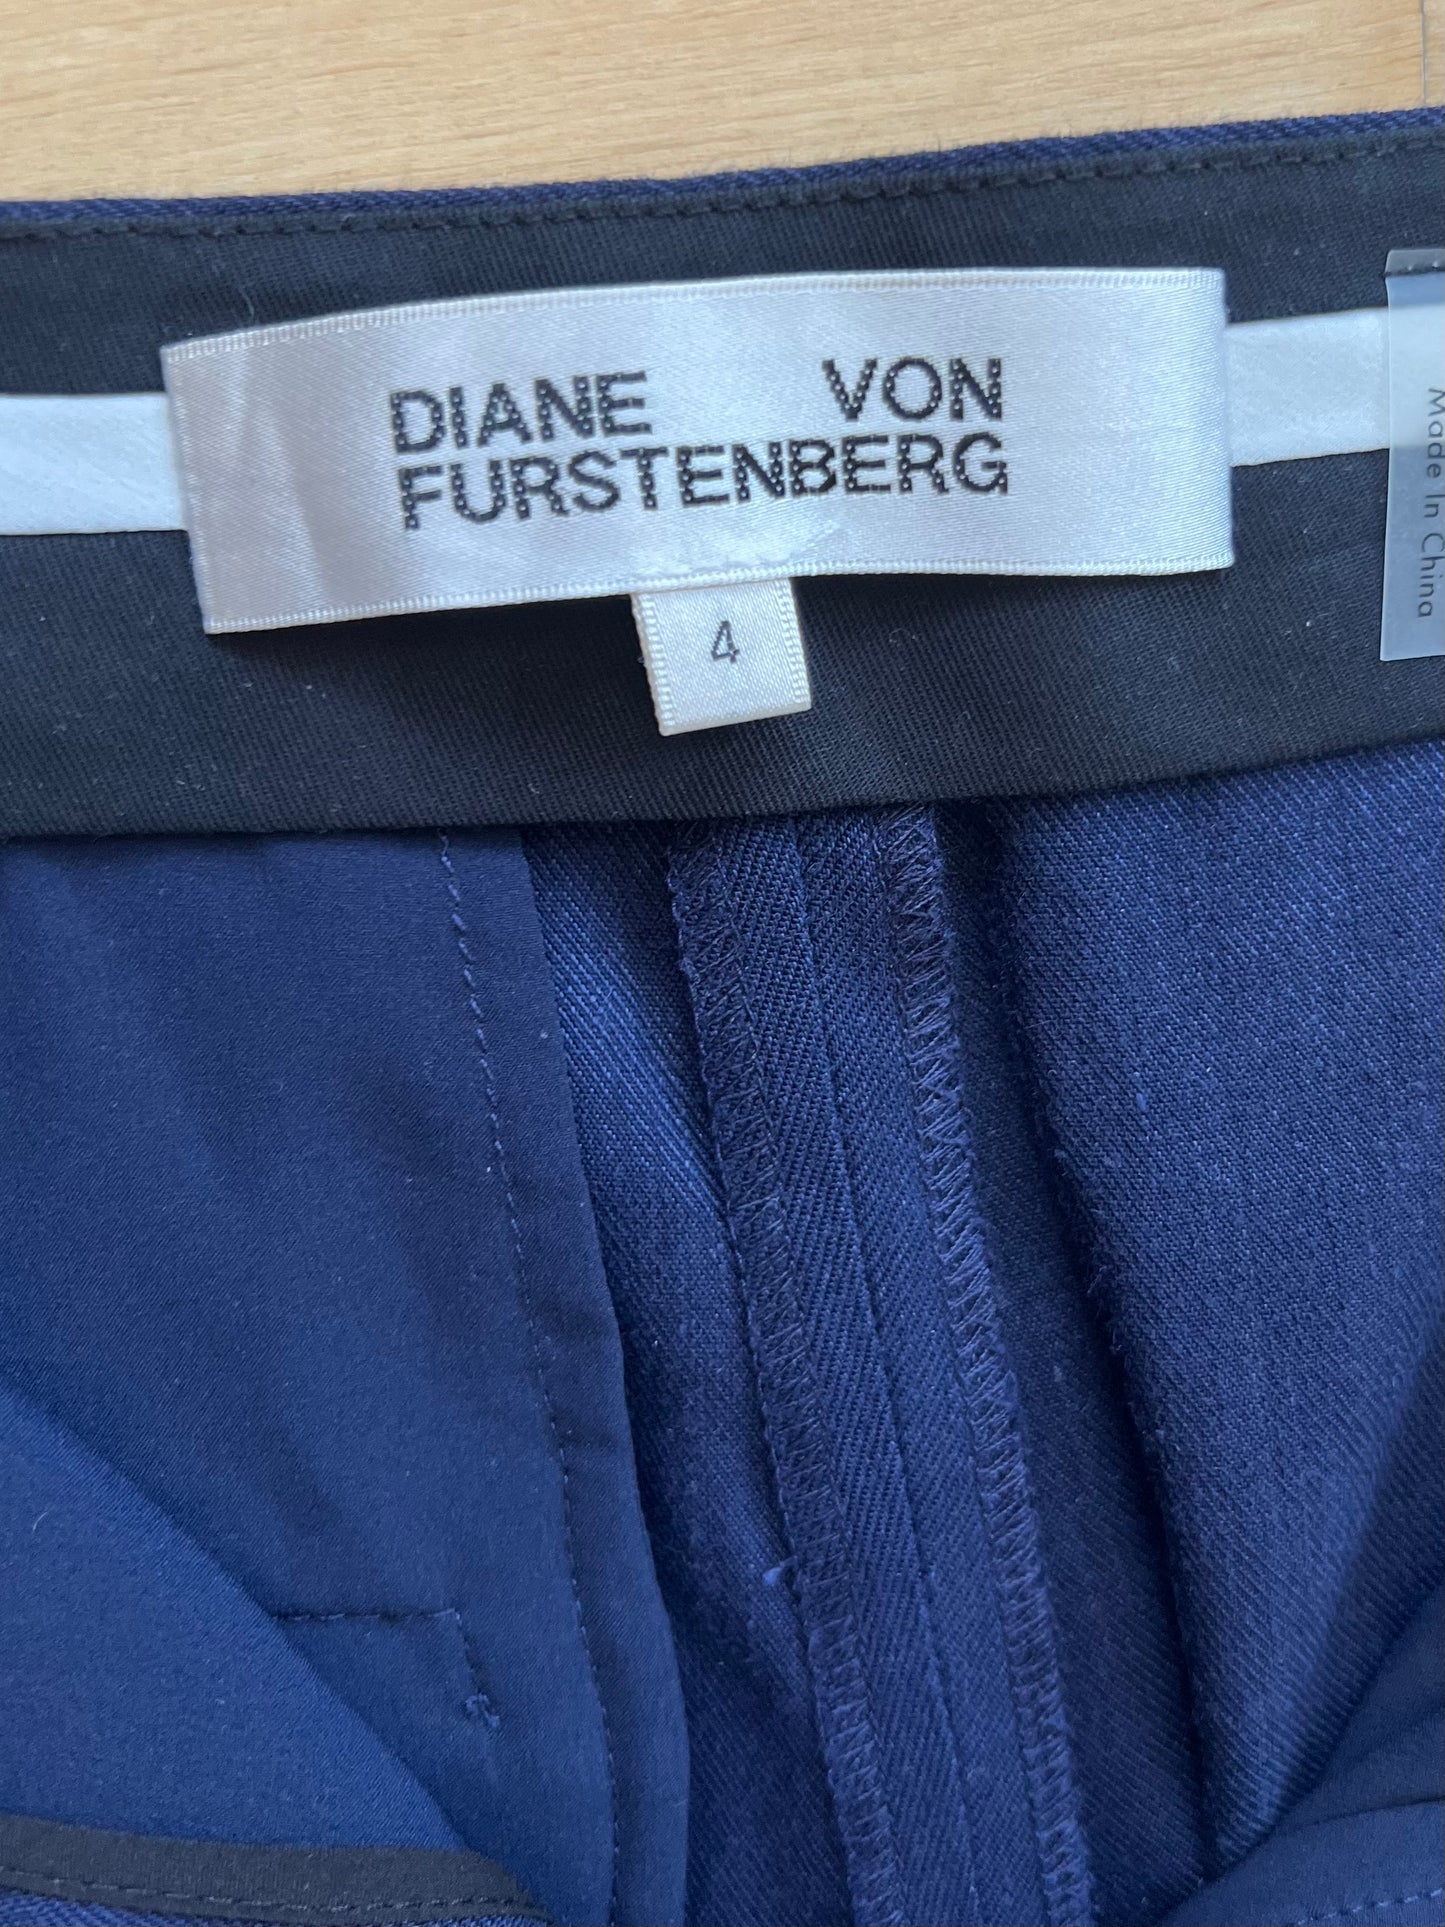 DIANE VON
FURSTENBERG
4
Made In China